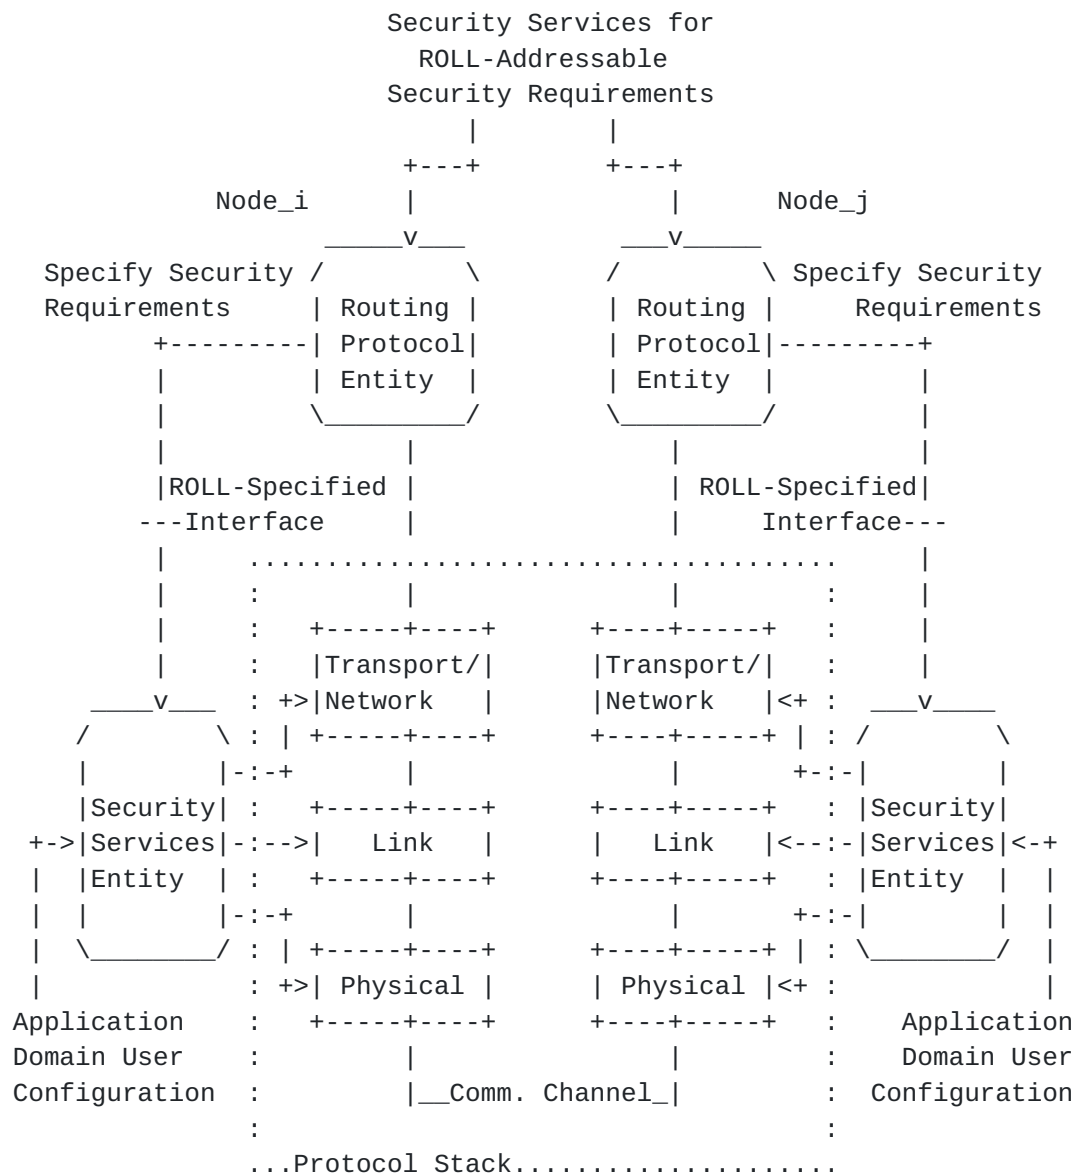 Security Services for
ROLL-Addressable
Security Requirements
Node_i Node_j
Specify Security Specify Security
Requirements Routing Routing Requirements
Protocol Protocol
Entity Entity
ROLL-Specified ROLL-Specified
Interface Interface
Transport/ Transport/
Network Network
Security Security
Services Link Link Services
Entity Entity
Physical Physical
Application Application
Domain User Domain User
Configuration Comm. Channel Configuration
Protocol Stack